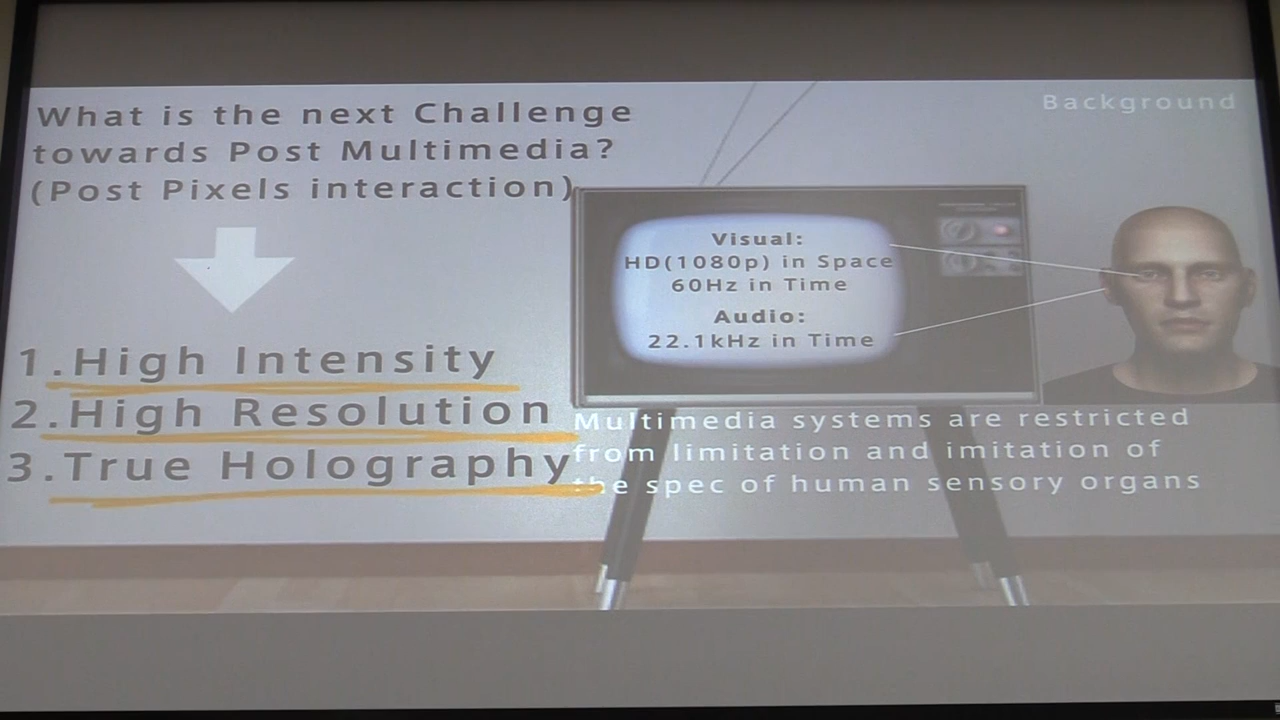 Background
What is the next Challenge
towards Post Multimedia?
(Post Pixels interaction)
1.High Intensity
2.High Resolution
3.True Holography
Visual:
HD(1080p) in Space
60Hz in Time
Audio:
22.1kHz in Time
Multimedia systems are restricted
from limitation and imitation of
the spec of human sensory organs